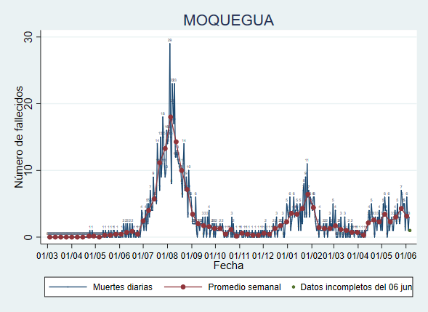 MOQUEGUA
Número de fallecidos
30
20
10
0
01/03 01/04 01/05 01/06 01/07 01/08 01/09 01/10 01/11 01/12 01/01 01/02 01/03 01/04 01/05 01/06
Fecha
Muertes diarias Promedio semanal Datos incompletos del 06 jun